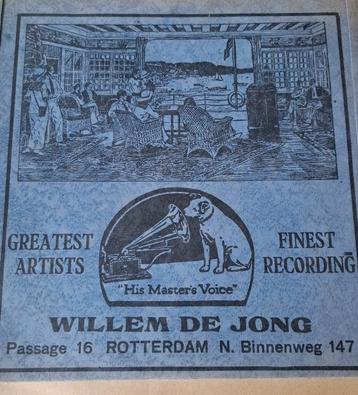 GREATEST ARTISTS
FINEST RECORDING
"His Master's Voice"
WILLEM DE JONG
Passage 16 ROTTERDAM N. Binnenweg 147